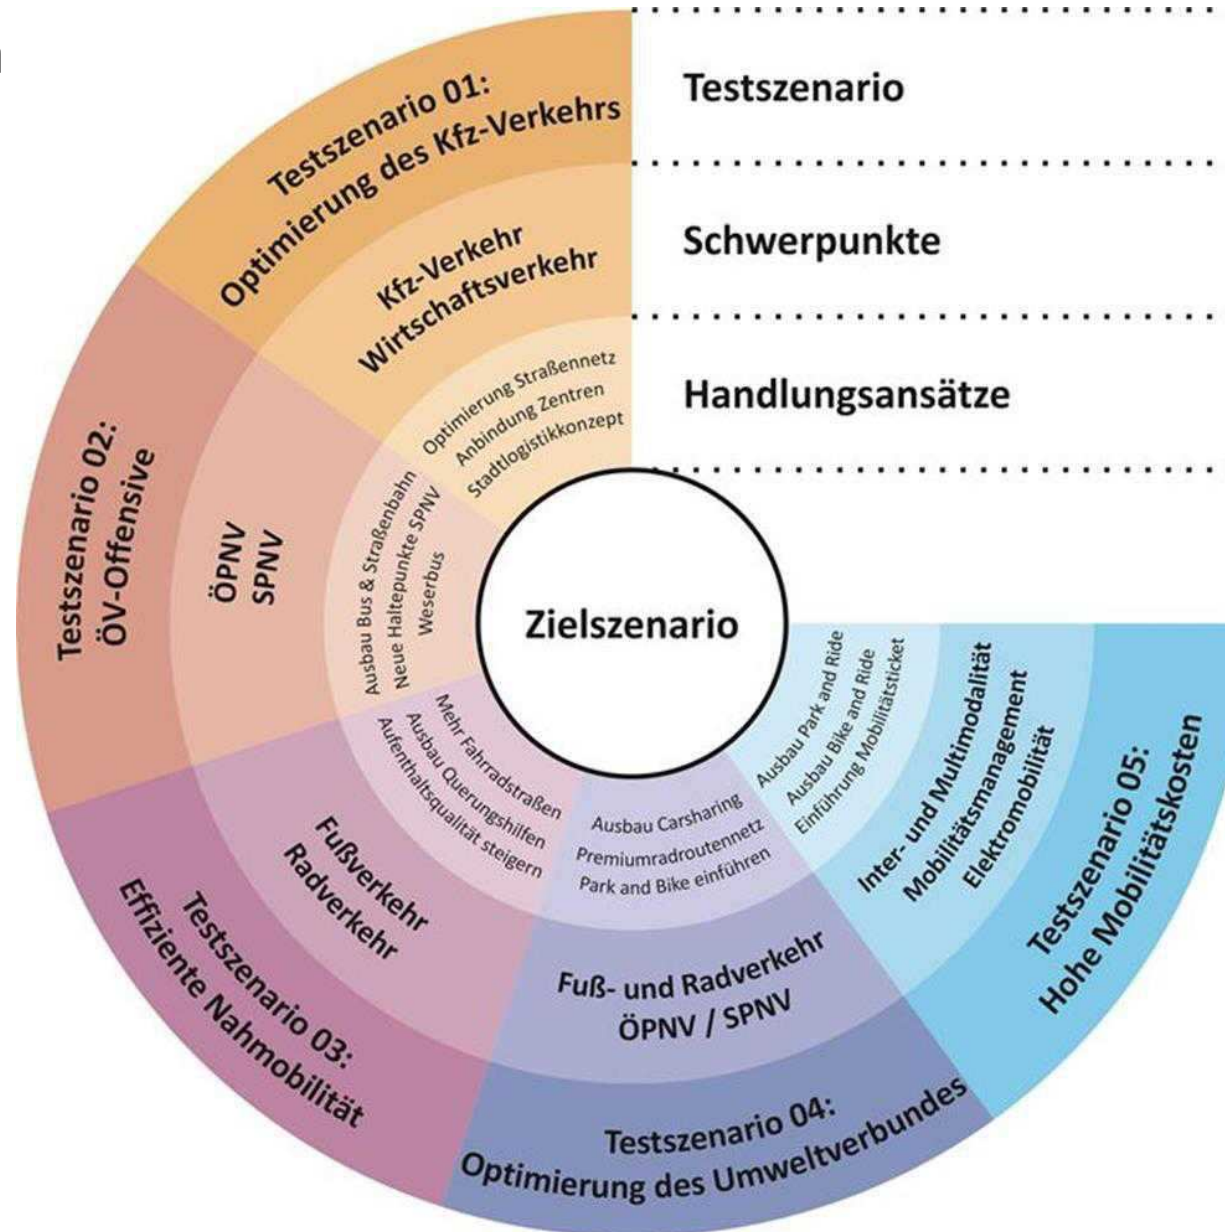 Testszenario
Schwerpunkte
Handlungsansätze
Zielszenario
Testszenario 01:
Optimierung des Kfz-Verkehrs
Kfz-Verkehr
Wirtschaftsverkehr
Optimierung Straßennetz
Anbindung Zentren
Stadtlogistikkonzept
Testszenario 02:
ÖV-Offensive
ÖPNV
SPNV
Ausbau Bus & Straßenbahn
Neue Haltepunkte SPNV
Weserbus
Testszenario 03:
Effiziente Nahmobilität
Fußverkehr
Radverkehr
Mehr Fahrradstraßen
Ausbau Querungshilfen
Aufenthaltsqualität steigern
Testszenario 04:
Optimierung des Umweltverbundes
Fuß- und Radverkehr
ÖPNV / SPNV
Ausbau Carsharing
Premiumradroutennetz
Park and Bike einführen
Testszenario 05:
Hohe Mobilitätskosten
Inter- und Multimodalität
Mobilitätsmanagement
Elektromobilität
Ausbau Park and Ride
Ausbau Bike and Ride
Einführung Mobilitätsticket